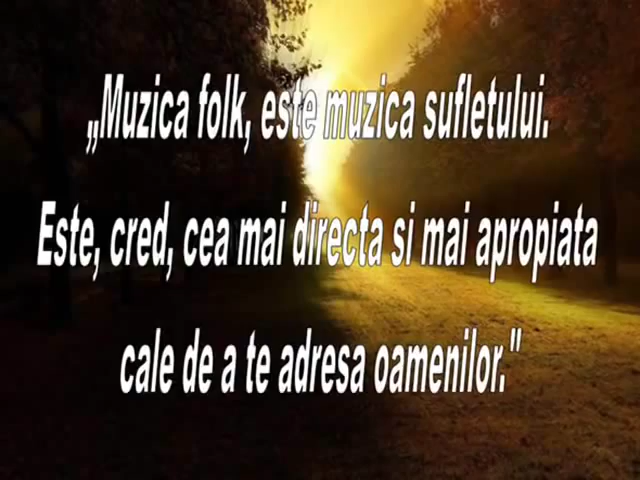 „Muzica folk, este muzica sufletului.
Este, cred, cea mai directa si mai apropiata
cale de a te adresa oamenilor."